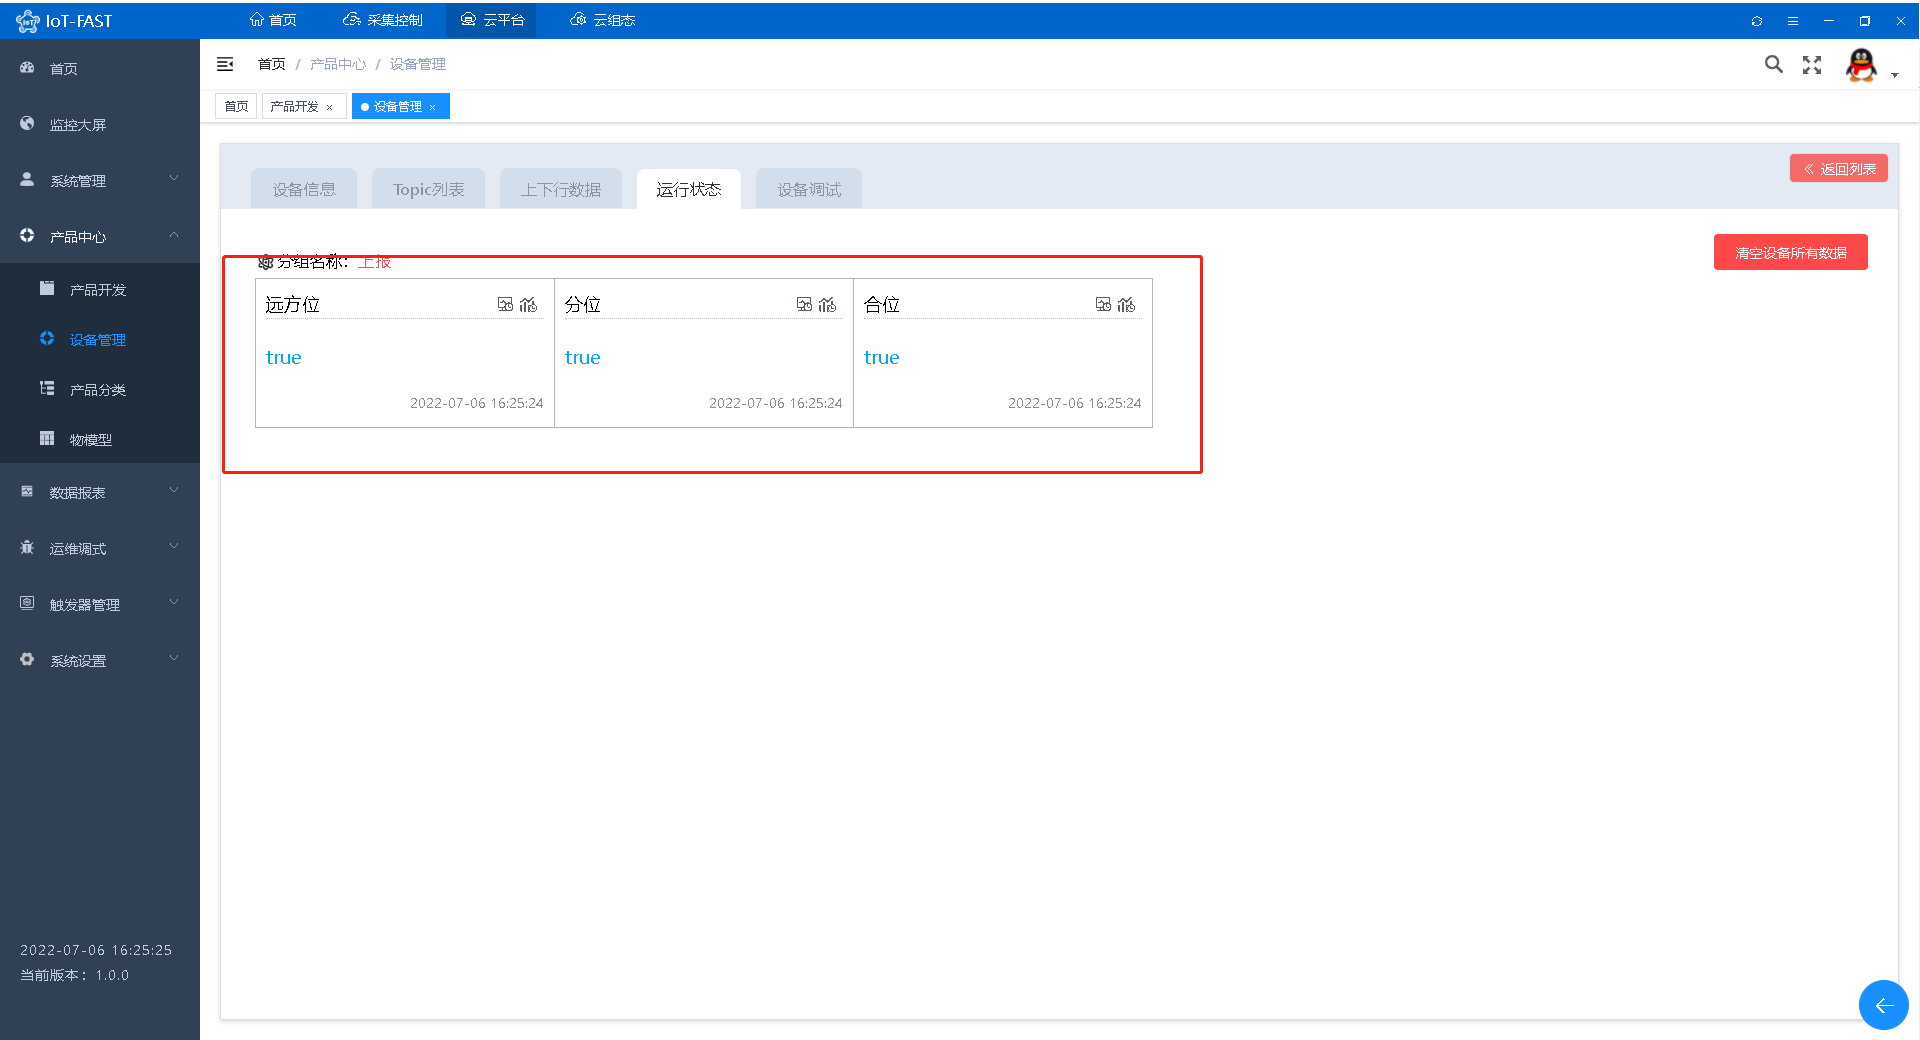 IoT-FAST 首页 采集控制 云平台 云组态
首页 / 产品中心 / 设备管理
首页 产品开发 × 设备管理 ×
首页
监控大屏
系统管理
产品中心
产品开发
设备管理
产品分类
物模型
数据报表
运维调式
触发器管理
系统设置
2022-07-06 16:25:25
当前版本：1.0.0
设备信息 Topic列表 上下行数据 运行状态 设备调试
« 返回列表
清空设备所有数据
分组名称：上报
远方位 分位 合位
true true true
2022-07-06 16:25:24 2022-07-06 16:25:24 2022-07-06 16:25:24